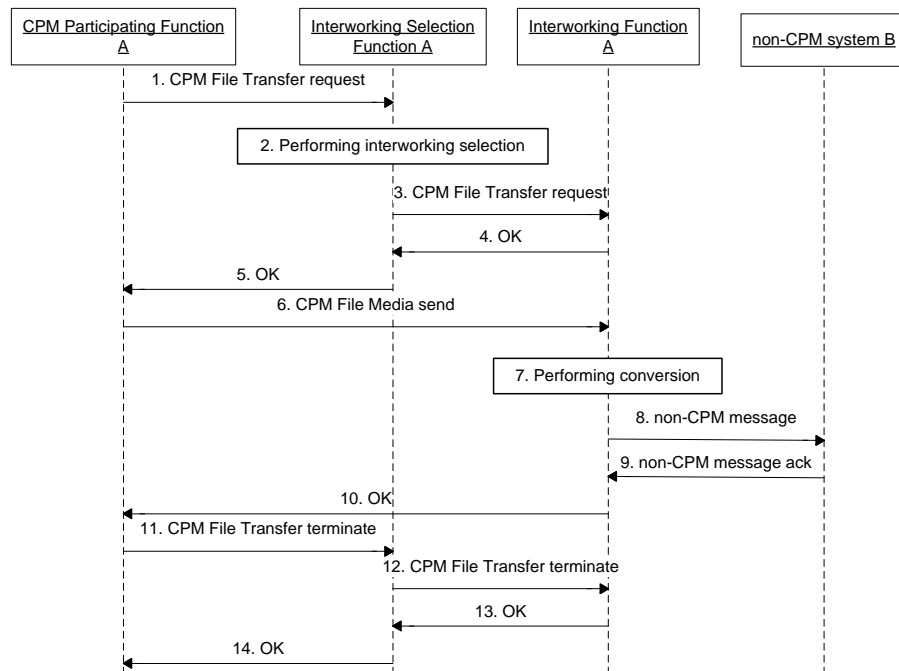 CPM Participating Function
A
Interworking Selection
Function A
Interworking Function
A
non-CPM system B
1. CPM File Transfer request
2. Performing interworking selection
3. CPM File Transfer request
4. OK
5. OK
6. CPM File Media send
7. Performing conversion
8. non-CPM message
9. non-CPM message ack
10. OK
11. CPM File Transfer terminate
12. CPM File Transfer terminate
13. OK
14. OK